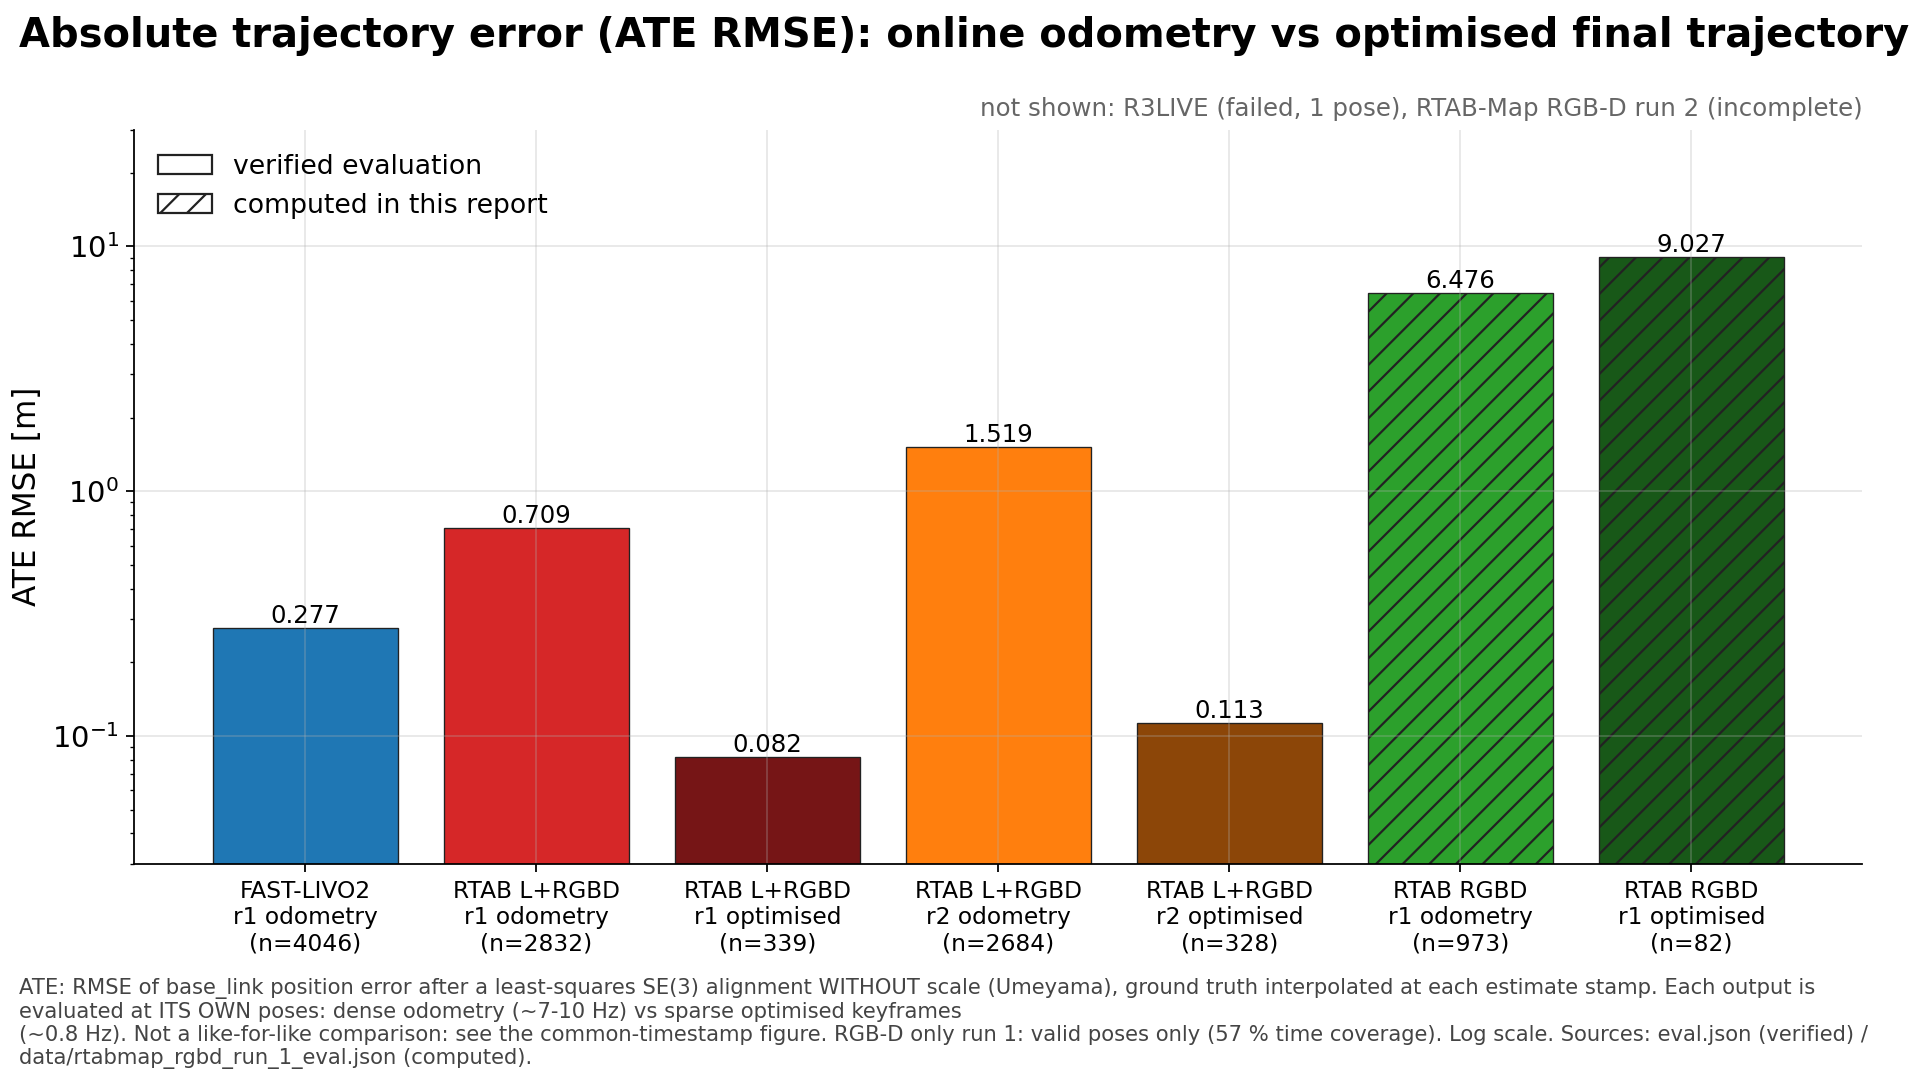 Absolute trajectory error (ATE RMSE): online odometry vs optimised final trajectory
not shown: R3LIVE (failed, 1 pose), RTAB-Map RGB-D run 2 (incomplete)
verified evaluation
computed in this report
ATE RMSE [m]
10¹
10⁰
10⁻¹
0.277
0.709
0.082
1.519
0.113
6.476
9.027
FAST-LIVO2
r1 odometry
(n=4046)
RTAB L+RGBD
r1 odometry
(n=2832)
RTAB L+RGBD
r1 optimised
(n=339)
RTAB L+RGBD
r2 odometry
(n=2684)
RTAB L+RGBD
r2 optimised
(n=328)
RTAB RGBD
r1 odometry
(n=973)
RTAB RGBD
r1 optimised
(n=82)
ATE: RMSE of base_link position error after a least-squares SE(3) alignment WITHOUT scale (Umeyama), ground truth interpolated at each estimate stamp. Each output is
evaluated at ITS OWN poses: dense odometry (~7-10 Hz) vs sparse optimised keyframes
(~0.8 Hz). Not a like-for-like comparison: see the common-timestamp figure. RGB-D only run 1: valid poses only (57 % time coverage). Log scale. Sources: eval.json (verified) /
data/rtabmap_rgbd_run_1_eval.json (computed).